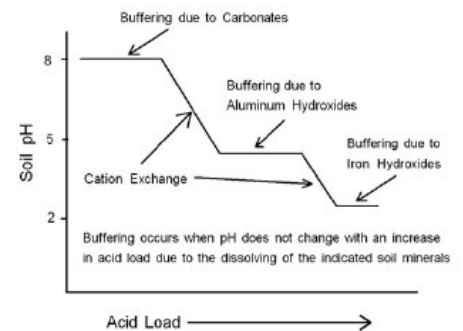 Buffering due to Carbonates
8
Buffering due to
Aluminum Hydroxides
Soil pH
5
Buffering due to
Iron Hydroxides
Cation Exchange
2
Buffering occurs when pH does not change with an increase
in acid load due to the dissolving of the indicated soil minerals
Acid Load